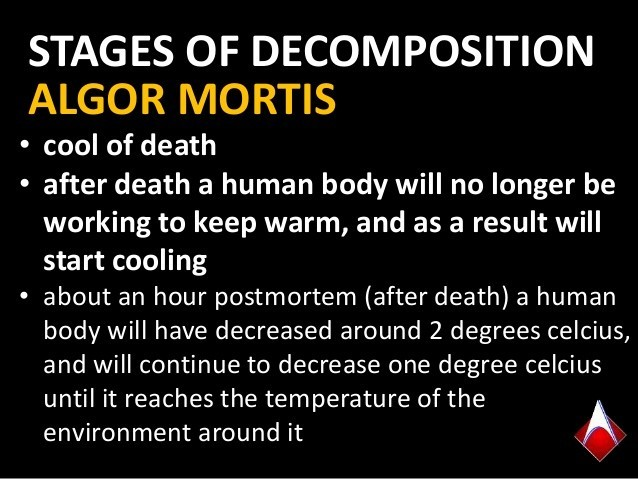 STAGES OF DECOMPOSITION
ALGOR MORTIS
• cool of death
• after death a human body will no longer be
working to keep warm, and as a result will
start cooling
• about an hour postmortem (after death) a human
body will have decreased around 2 degrees celcius,
and will continue to decrease one degree celcius
until it reaches the temperature of the
environment around it